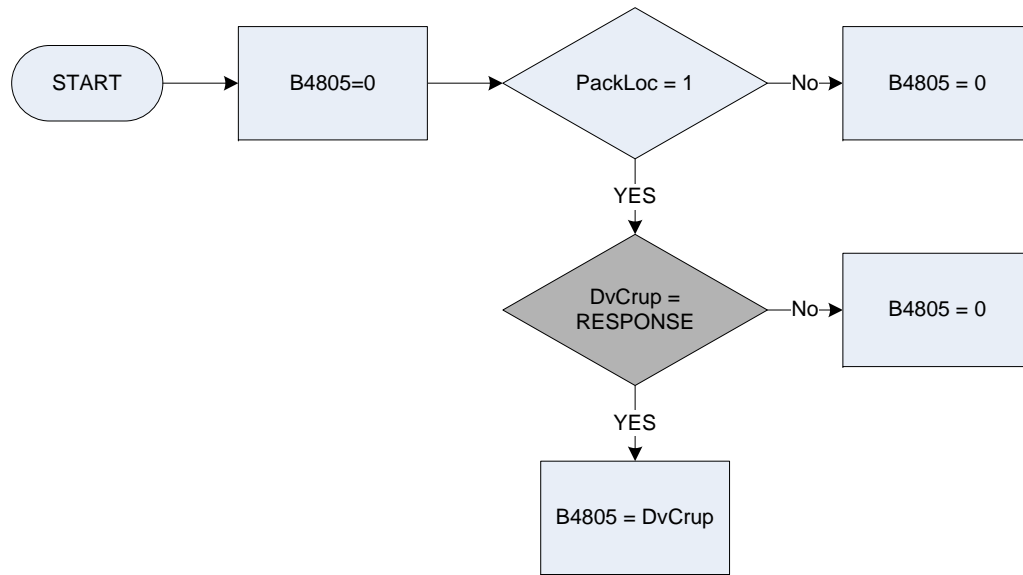 START
B4805=0
PackLoc = 1
No
B4805 = 0
YES
DvCrup =
RESPONSE
No
B4805 = 0
YES
B4805 = DvCrup